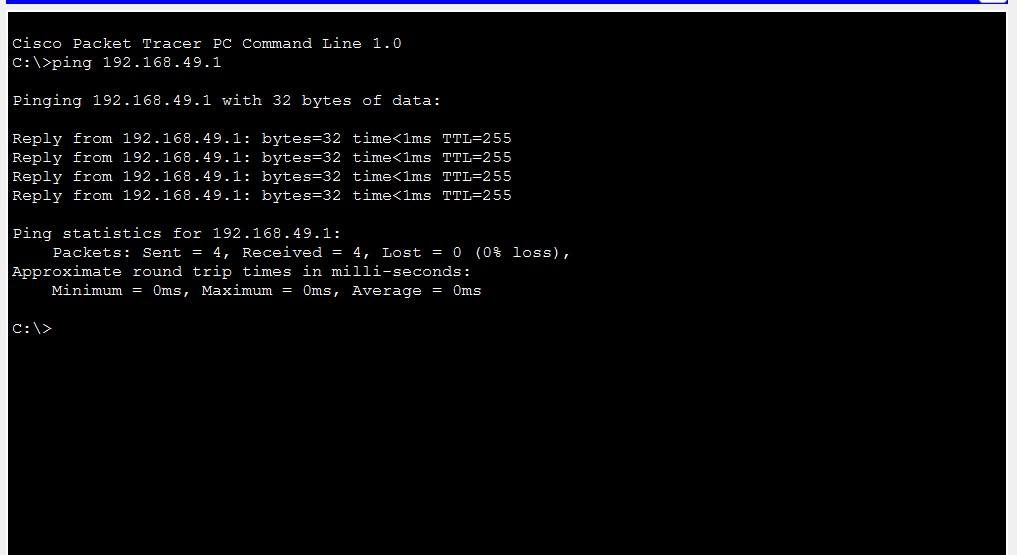 Cisco Packet Tracer PC Command Line 1.0
C:\>ping 192.168.49.1
Pinging 192.168.49.1 with 32 bytes of data:
Reply from 192.168.49.1: bytes=32 time<1ms TTL=255
Reply from 192.168.49.1: bytes=32 time<1ms TTL=255
Reply from 192.168.49.1: bytes=32 time<1ms TTL=255
Reply from 192.168.49.1: bytes=32 time<1ms TTL=255
Ping statistics for 192.168.49.1:
    Packets: Sent = 4, Received = 4, Lost = 0 (0% loss),
Approximate round trip times in milli-seconds:
    Minimum = 0ms, Maximum = 0ms, Average = 0ms
C:\>